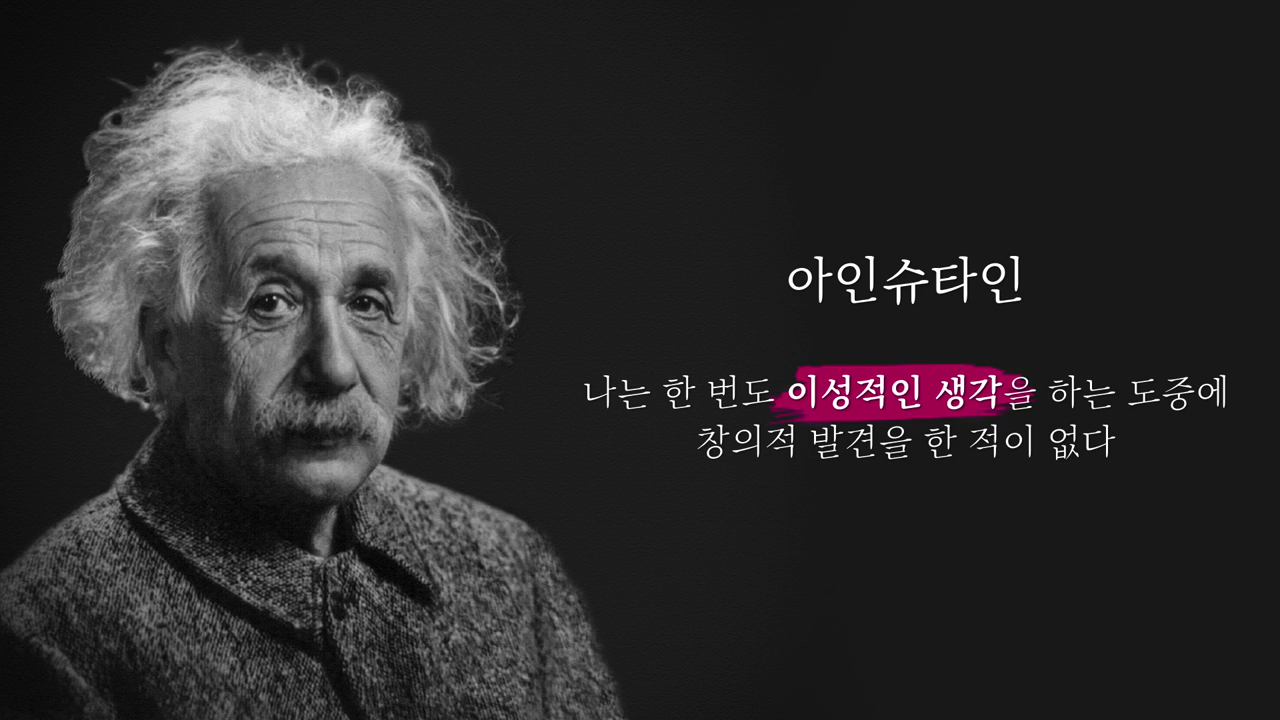 아인슈타인
나는 한 번도 이성적인 생각을 하는 도중에
창의적 발견을 한 적이 없다